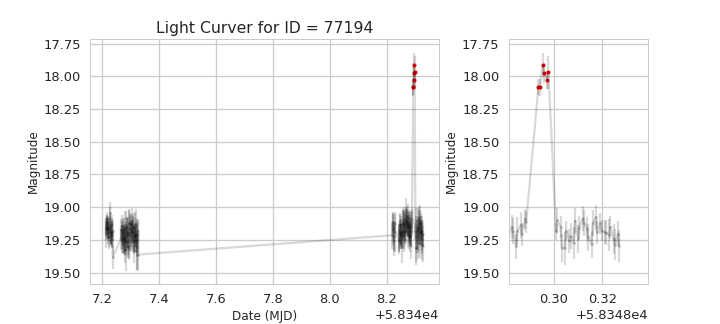 Light Curver for ID = 77194
Magnitude
17.75
18.00
18.25
18.50
18.75
19.00
19.25
19.50
7.2 7.4 7.6 7.8 8.0 8.2
Date (MJD)
+5.834e4
Magnitude
17.75
18.00
18.25
18.50
18.75
19.00
19.25
19.50
0.30 0.32
+5.8348e4